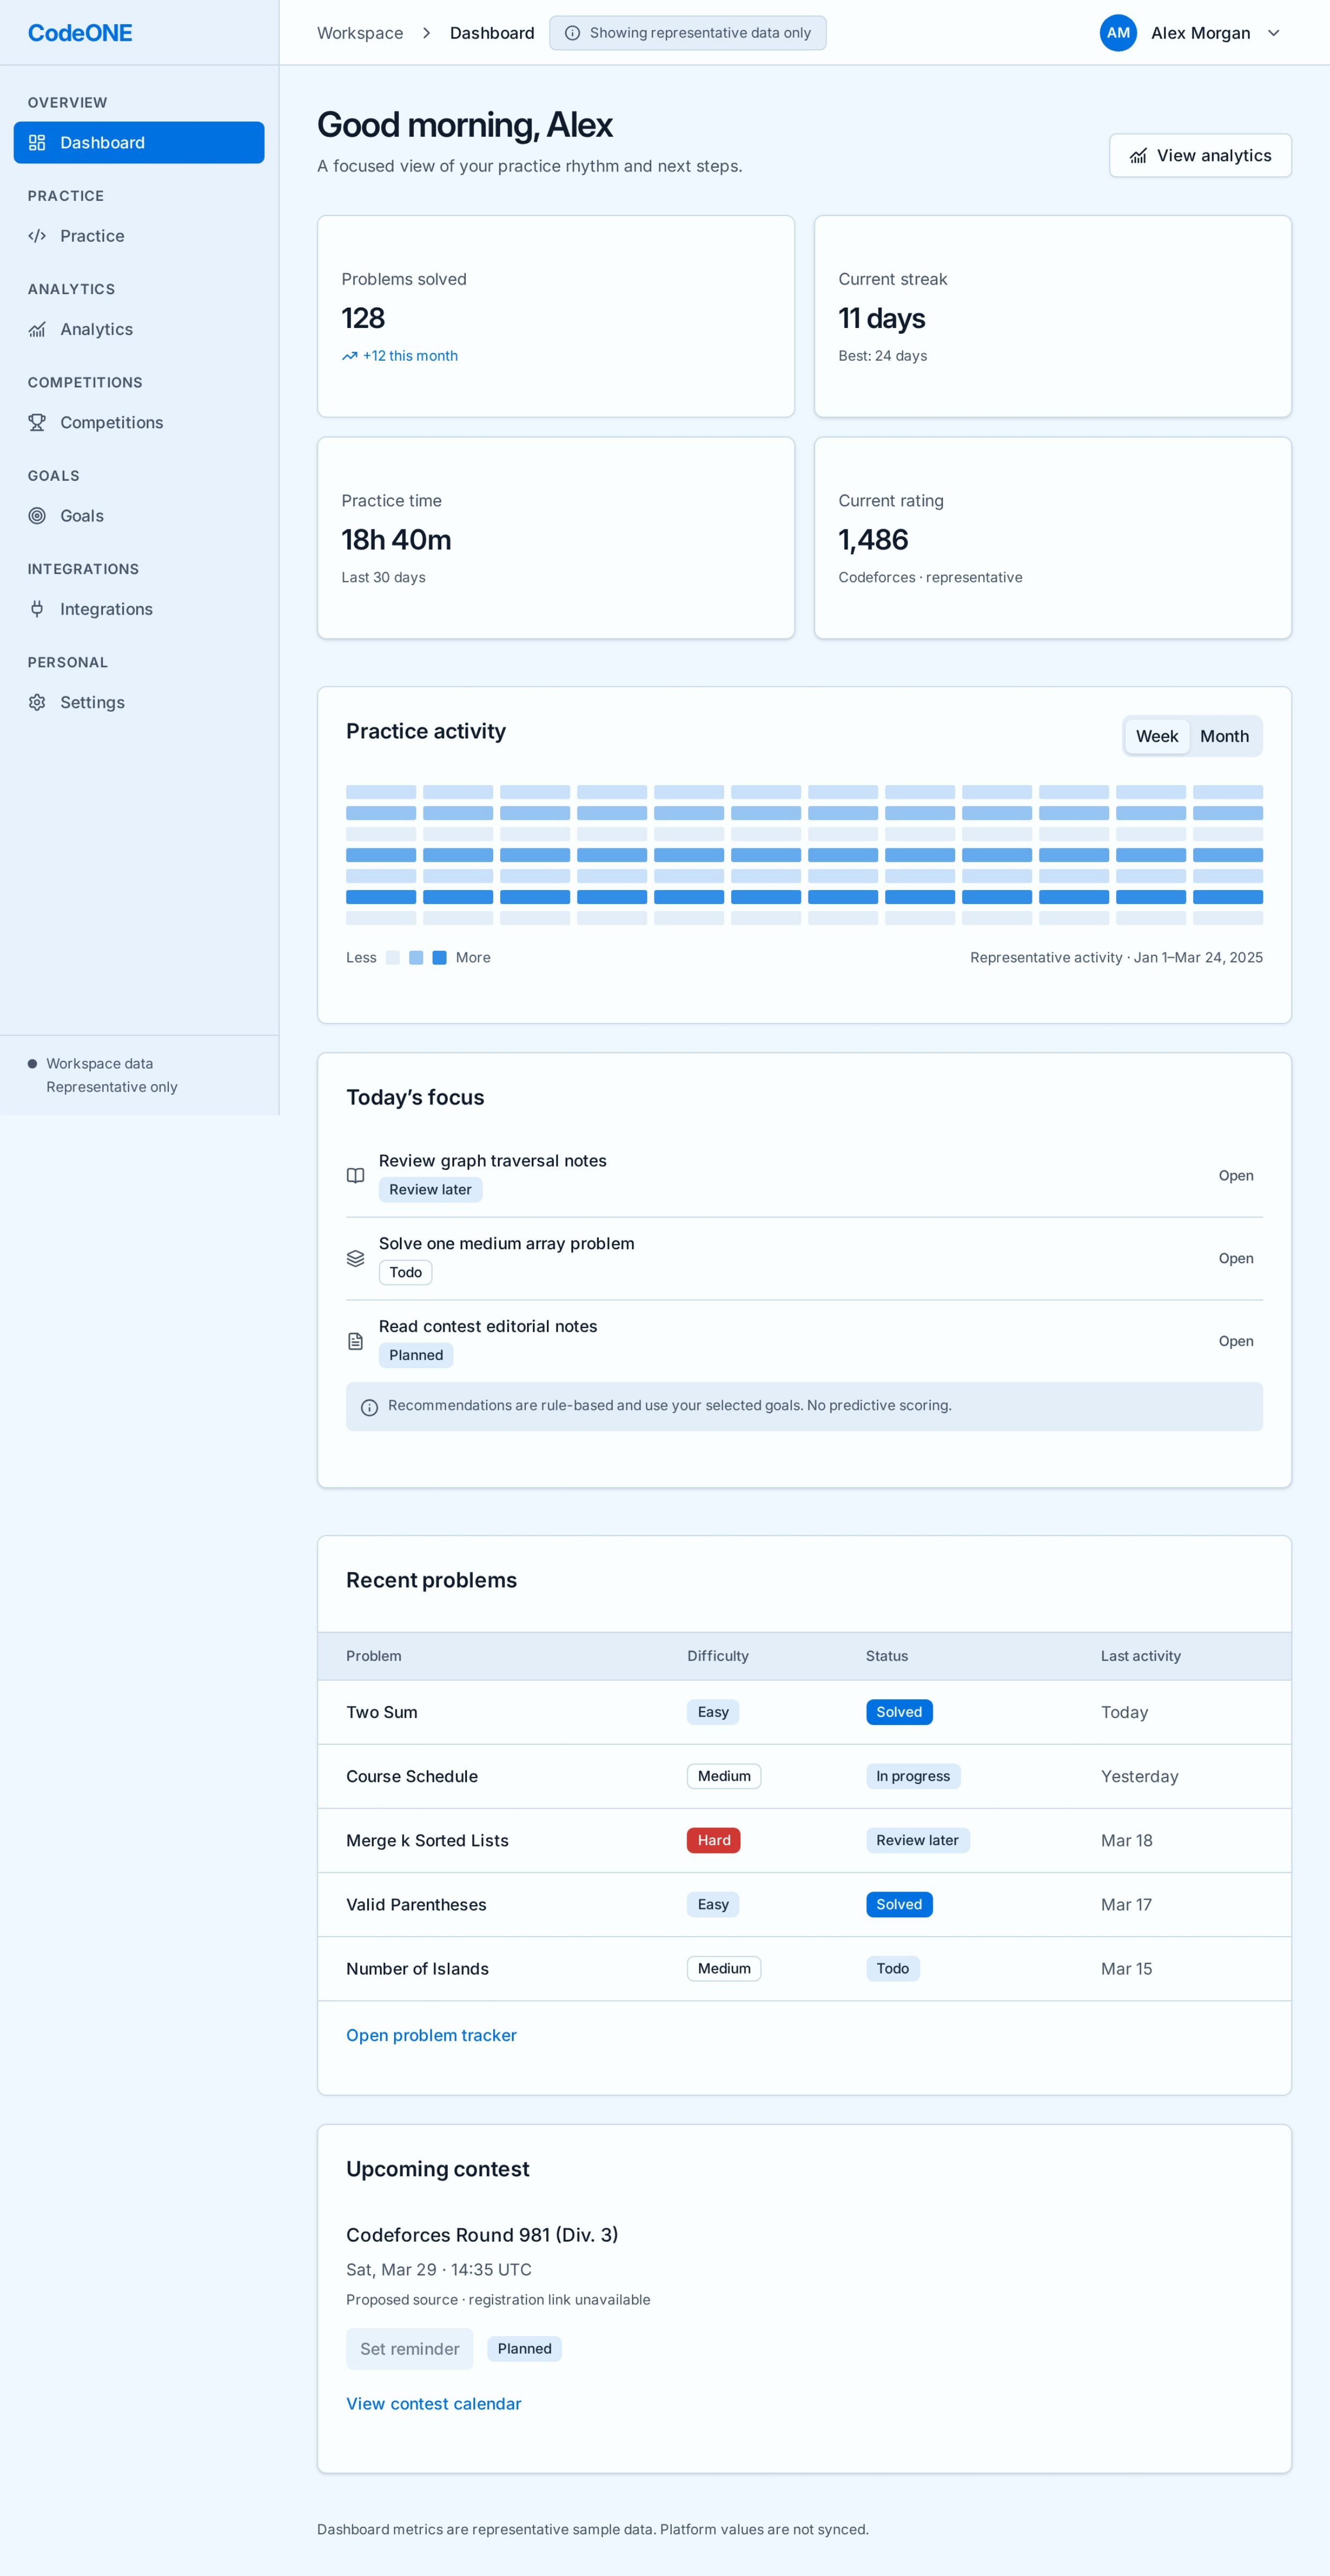 CodeONE
Workspace
Dashboard
Showing representative data only
AM
Alex Morgan
OVERVIEW
Dashboard
PRACTICE
Practice
ANALYTICS
Analytics
COMPETITIONS
Competitions
GOALS
Goals
INTEGRATIONS
Integrations
PERSONAL
Settings
Workspace data
Representative only
Good morning, Alex
A focused view of your practice rhythm and next steps.
View analytics
Problems solved
128
+12 this month
Current streak
11 days
Best: 24 days
Practice time
18h 40m
Last 30 days
Current rating
1,486
Codeforces · representative
Practice activity
Week Month
Less More
Representative activity · Jan 1–Mar 24, 2025
Today’s focus
Review graph traversal notes
Review later
Open
Solve one medium array problem
Todo
Open
Read contest editorial notes
Planned
Open
Recommendations are rule-based and use your selected goals. No predictive scoring.
Recent problems
Problem Difficulty Status Last activity
Two Sum Easy Solved Today
Course Schedule Medium In progress Yesterday
Merge k Sorted Lists Hard Review later Mar 18
Valid Parentheses Easy Solved Mar 17
Number of Islands Medium Todo Mar 15
Open problem tracker
Upcoming contest
Codeforces Round 981 (Div. 3)
Sat, Mar 29 · 14:35 UTC
Proposed source · registration link unavailable
Set reminder Planned
View contest calendar
Dashboard metrics are representative sample data. Platform values are not synced.